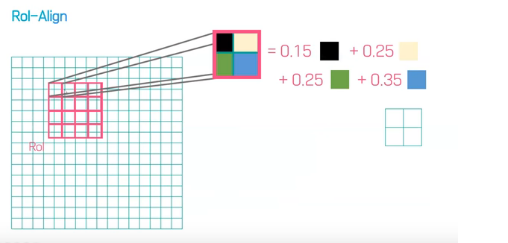 RoI-Align
= 0.15 + 0.25
+ 0.25 + 0.35
RoI